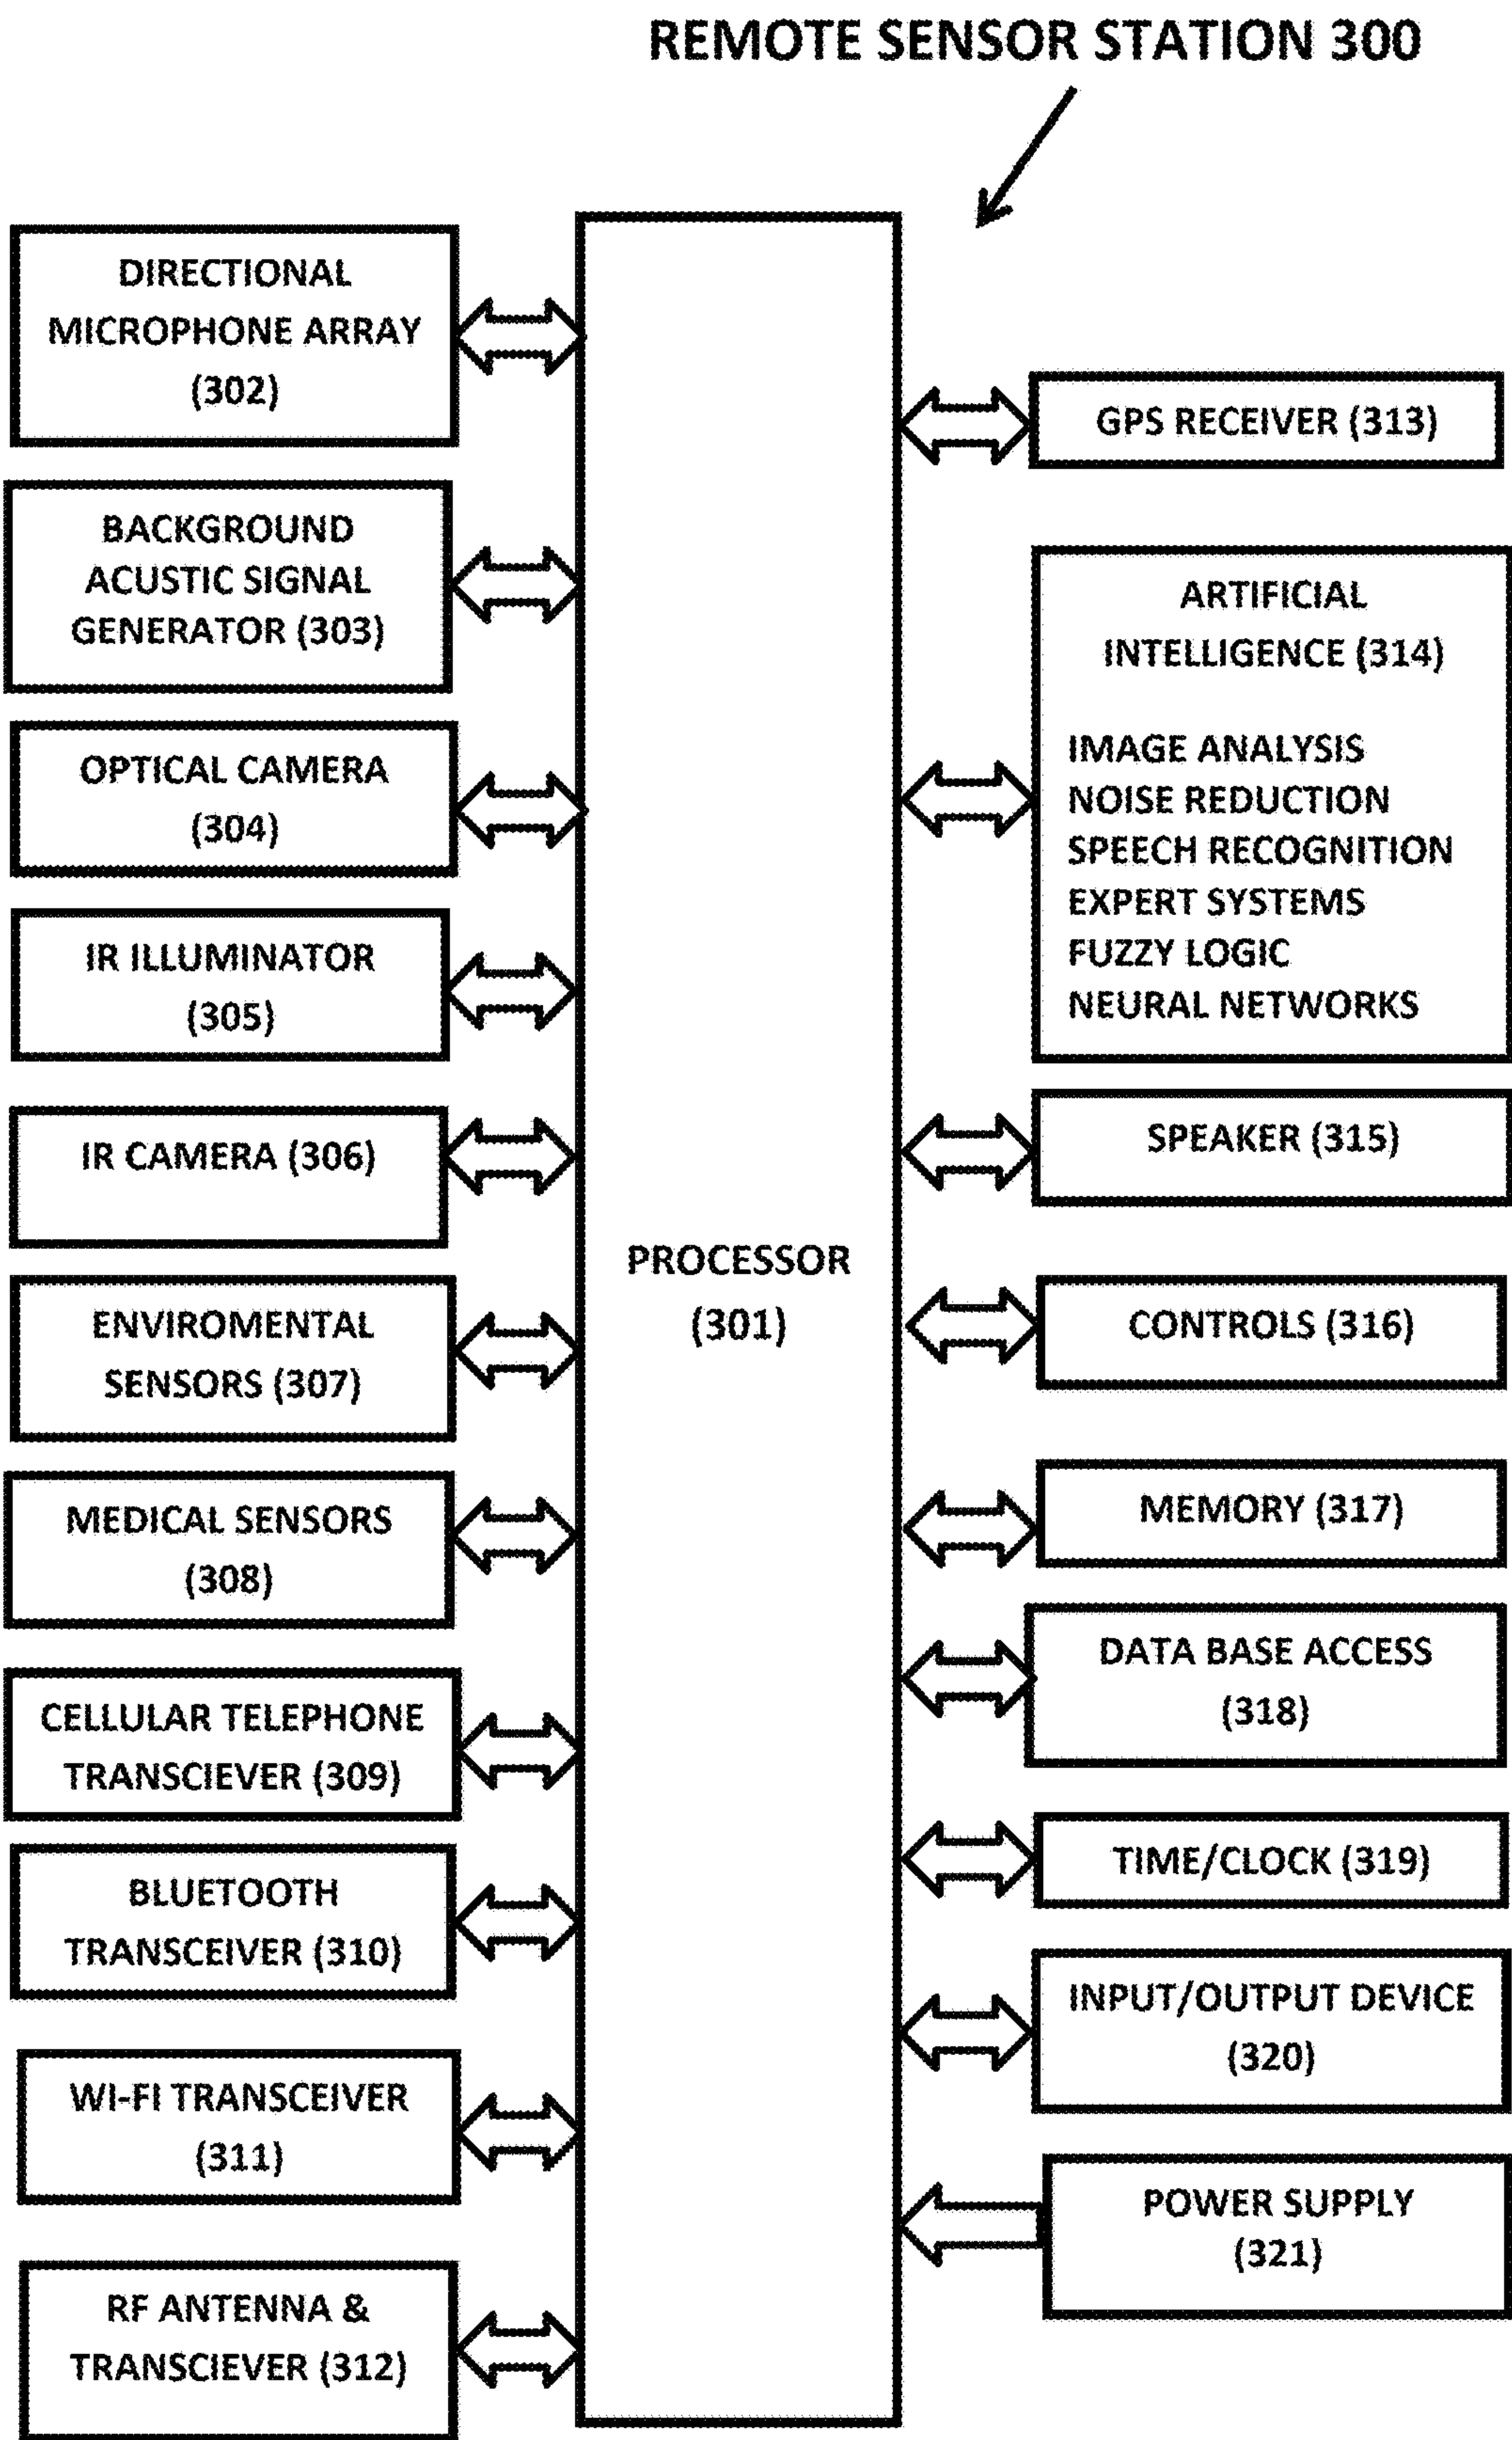 REMOTE SENSOR STATION 300
DIRECTIONAL
MICROPHONE ARRAY
(302)
BACKGROUND
ACUSTIC SIGNAL
GENERATOR (303)
OPTICAL CAMERA
(304)
IR ILLUMINATOR
(305)
IR CAMERA (306)
ENVIROMENTAL
SENSORS (307)
MEDICAL SENSORS
(308)
CELLULAR TELEPHONE
TRANSCIEVER (309)
BLUETOOTH
TRANSCEIVER (310)
WI-FI TRANSCEIVER
(311)
RF ANTENNA &
TRANSCIEVER (312)
PROCESSOR
(301)
GPS RECEIVER (313)
ARTIFICIAL
INTELLIGENCE (314)
IMAGE ANALYSIS
NOISE REDUCTION
SPEECH RECOGNITION
EXPERT SYSTEMS
FUZZY LOGIC
NEURAL NETWORKS
SPEAKER (315)
CONTROLS (316)
MEMORY (317)
DATA BASE ACCESS
(318)
TIME/CLOCK (319)
INPUT/OUTPUT DEVICE
(320)
POWER SUPPLY
(321)